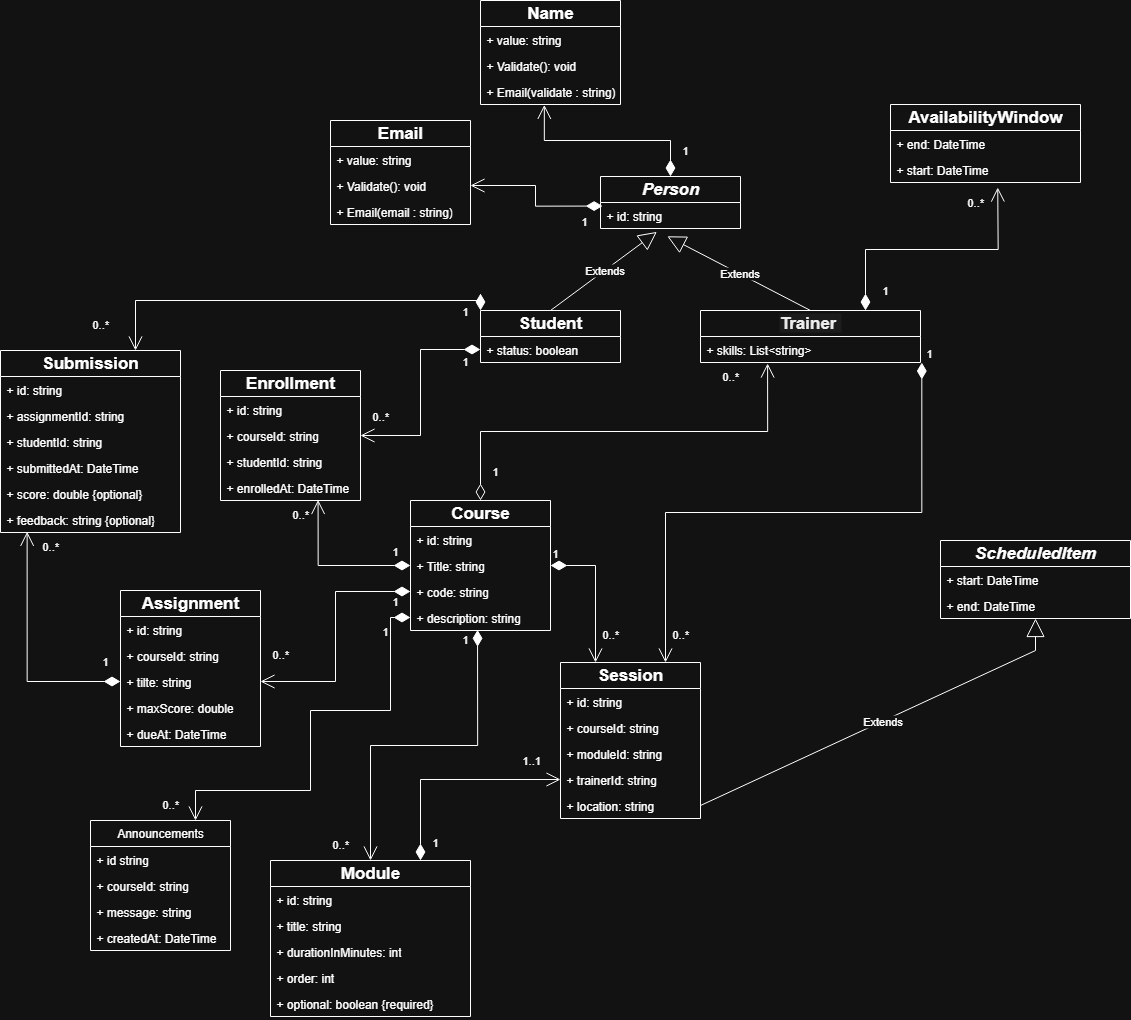 Name
+ value: string
+ Validate(): void
+ Email(validate : string)
1
Email
+ value: string
+ Validate(): void
+ Email(email : string)
Person
+ id: string
1
AvailabilityWindow
+ end: DateTime
+ start: DateTime
0..*
Extends
Extends
1
1
0..*
Student
+ status: boolean
1
Trainer
+ skills: List<string>
1
0..*
Submission
+ id: string
+ assignmentId: string
+ studentId: string
+ submittedAt: DateTime
+ score: double {optional}
+ feedback: string {optional}
0..*
Enrollment
+ id: string
+ courseId: string
+ studentId: string
+ enrolledAt: DateTime
0..*
0..*
1
Course
+ id: string
+ Title: string
+ code: string
+ description: string
1
1
1
1
1
ScheduledItem
+ start: DateTime
+ end: DateTime
Assignment
+ id: string
+ courseId: string
+ tilte: string
+ maxScore: double
+ dueAt: DateTime
1
0..*
0..*
0..*
Session
+ id: string
+ courseId: string
+ moduleId: string
+ trainerId: string
+ location: string
Extends
1..1
0..*
Announcements
+ id string
+ courseId: string
+ message: string
+ createdAt: DateTime
0..*
1
Module
+ id: string
+ title: string
+ durationInMinutes: int
+ order: int
+ optional: boolean {required}